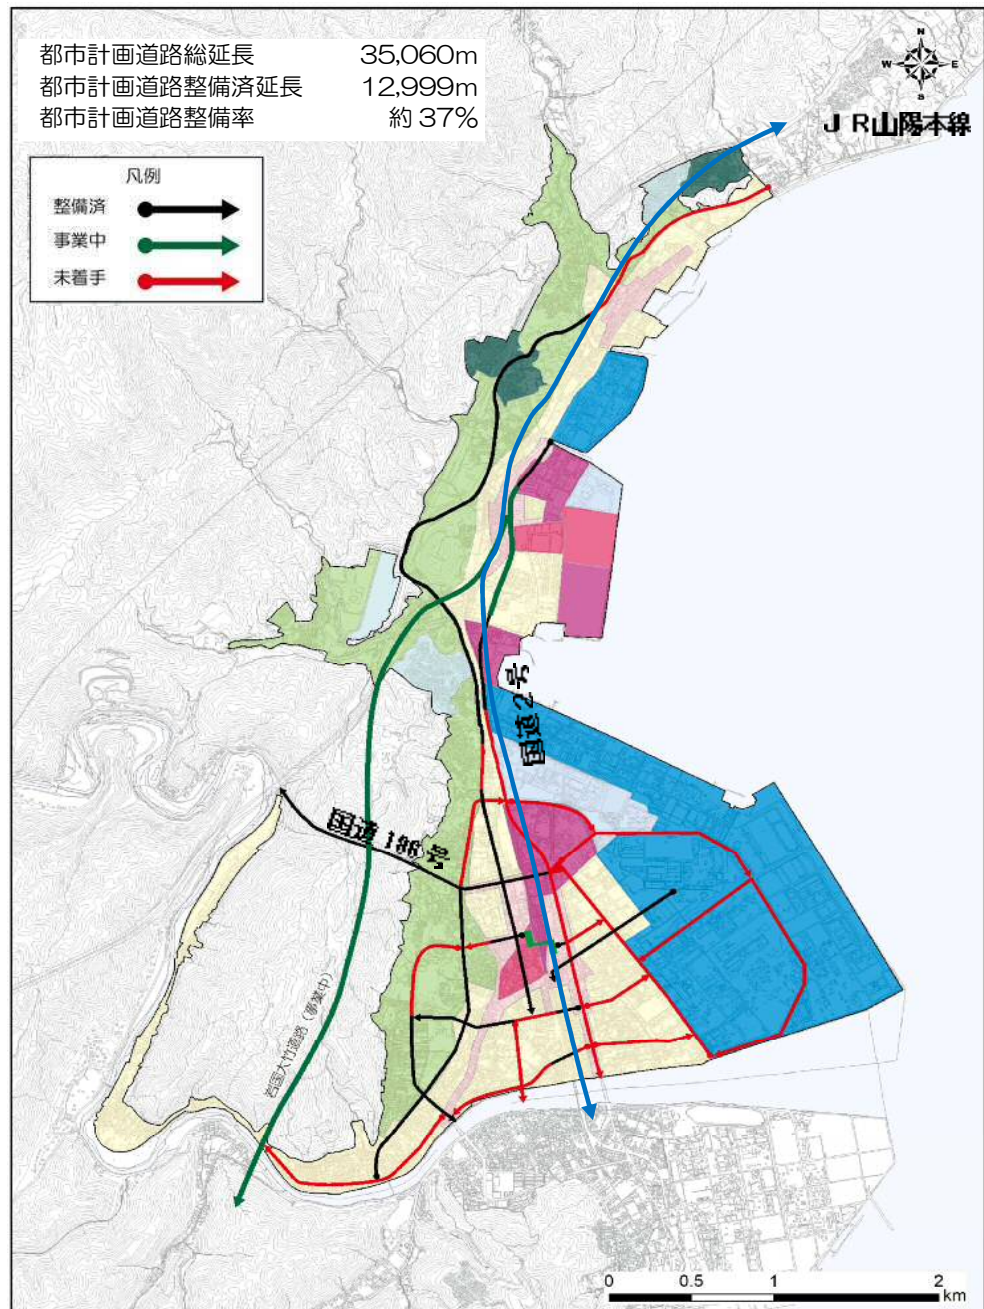 都市計画道路総延長 35,060m
都市計画道路整備済延長 12,999m
都市計画道路整備率 約37%
N
W E
S
JR山陽本線
凡例
整備済
事業中
未着手
国道2号
国道186号
岩国大竹道路（事業中）
0 0.5 1 2
km